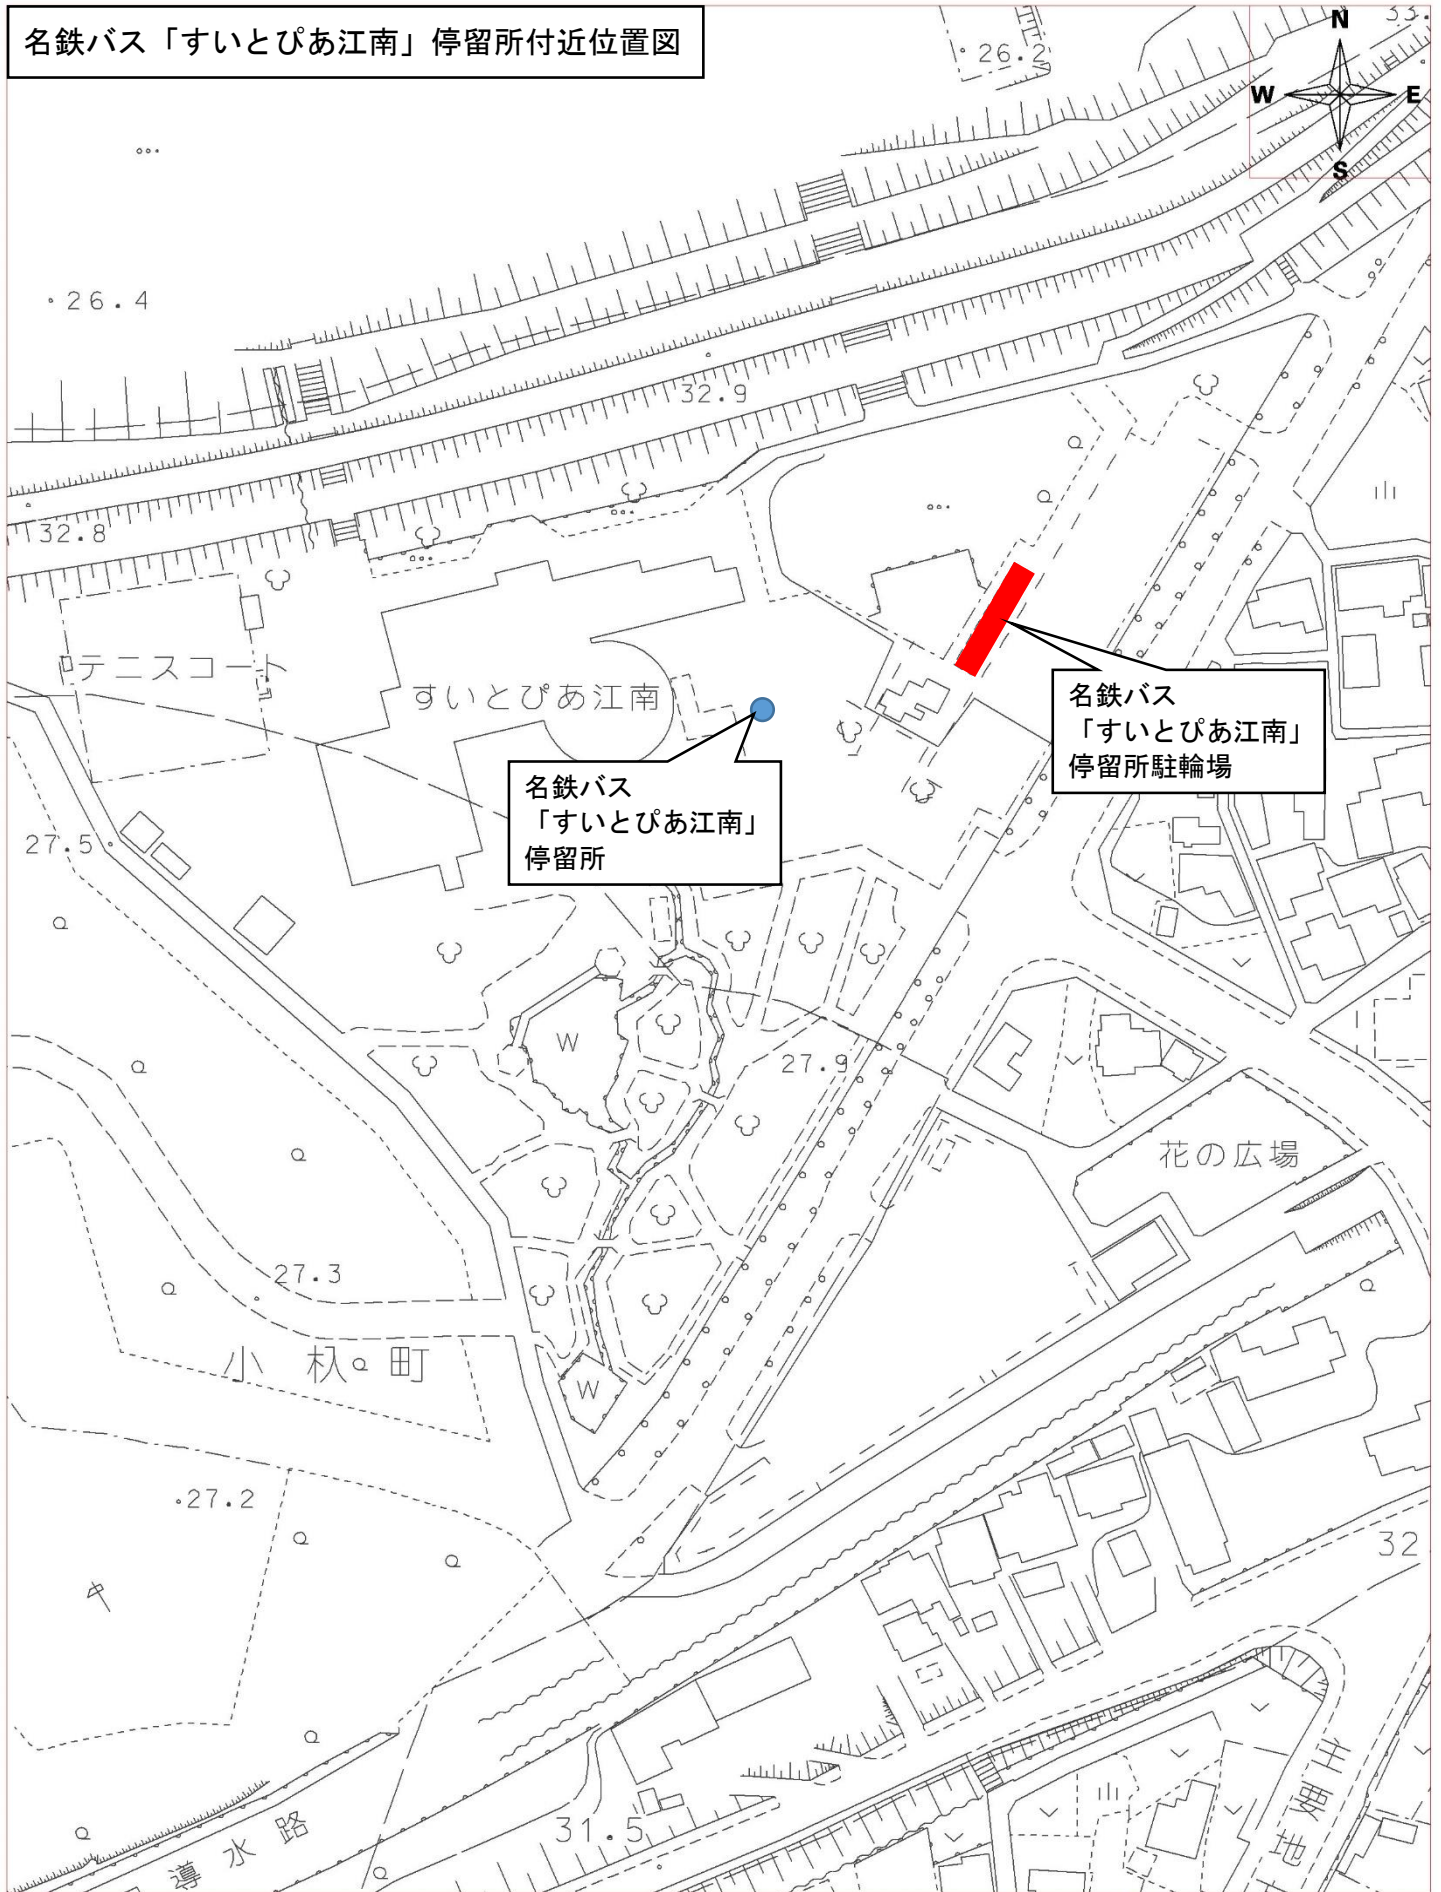 名鉄バス「すいとぴあ江南」停留所付近位置図
N
33.
26.2
W
E
S
26.4
32.9
32.8
テニスコート
すいとぴあ江南
名鉄バス
「すいとぴあ江南」
停留所駐輪場
名鉄バス
「すいとぴあ江南」
停留所
27.5
W
27.9
花の広場
27.3
小杁町
W
27.2
32
31.5
導水路
主要地